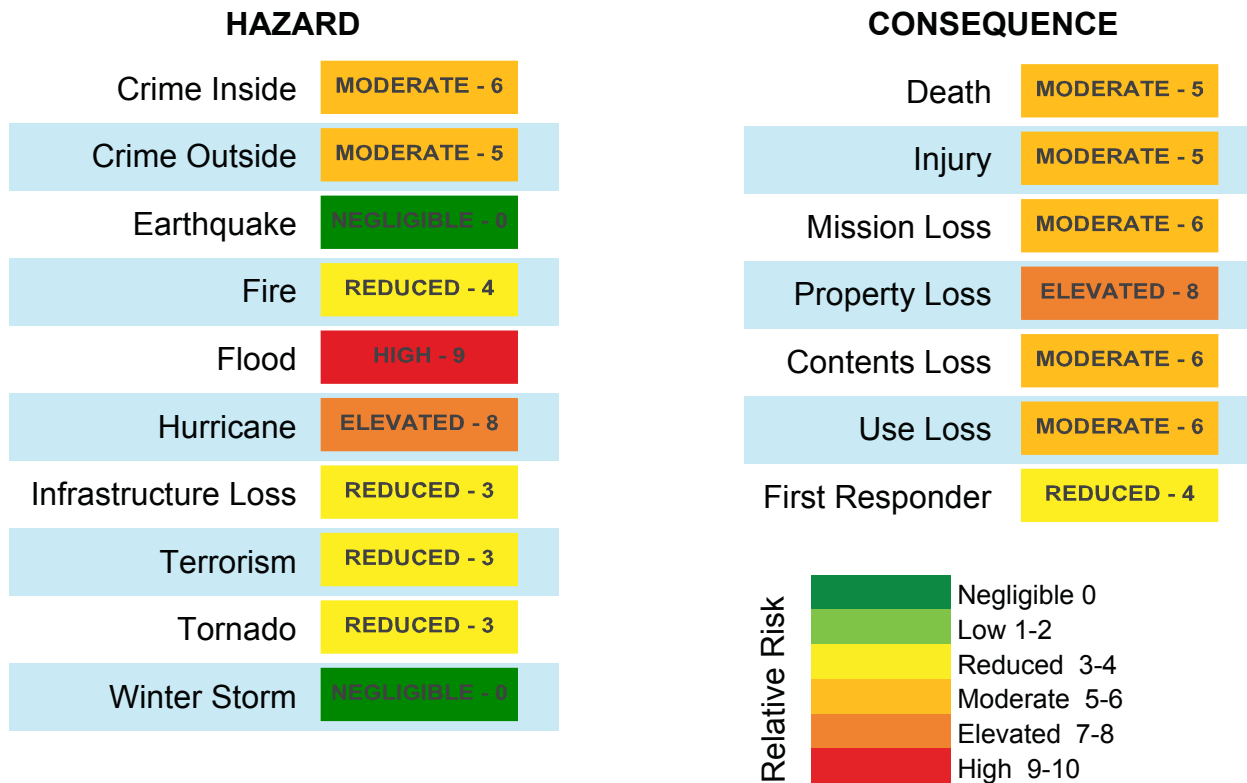 HAZARD
Crime Inside MODERATE - 6
Crime Outside MODERATE - 5
Earthquake NEGLIGIBLE - 0
Fire REDUCED - 4
Flood HIGH - 9
Hurricane ELEVATED - 8
Infrastructure Loss REDUCED - 3
Terrorism REDUCED - 3
Tornado REDUCED - 3
Winter Storm NEGLIGIBLE - 0
CONSEQUENCE
Death MODERATE - 5
Injury MODERATE - 5
Mission Loss MODERATE - 6
Property Loss ELEVATED - 8
Contents Loss MODERATE - 6
Use Loss MODERATE - 6
First Responder REDUCED - 4
Relative Risk
Negligible 0
Low 1-2
Reduced 3-4
Moderate 5-6
Elevated 7-8
High 9-10